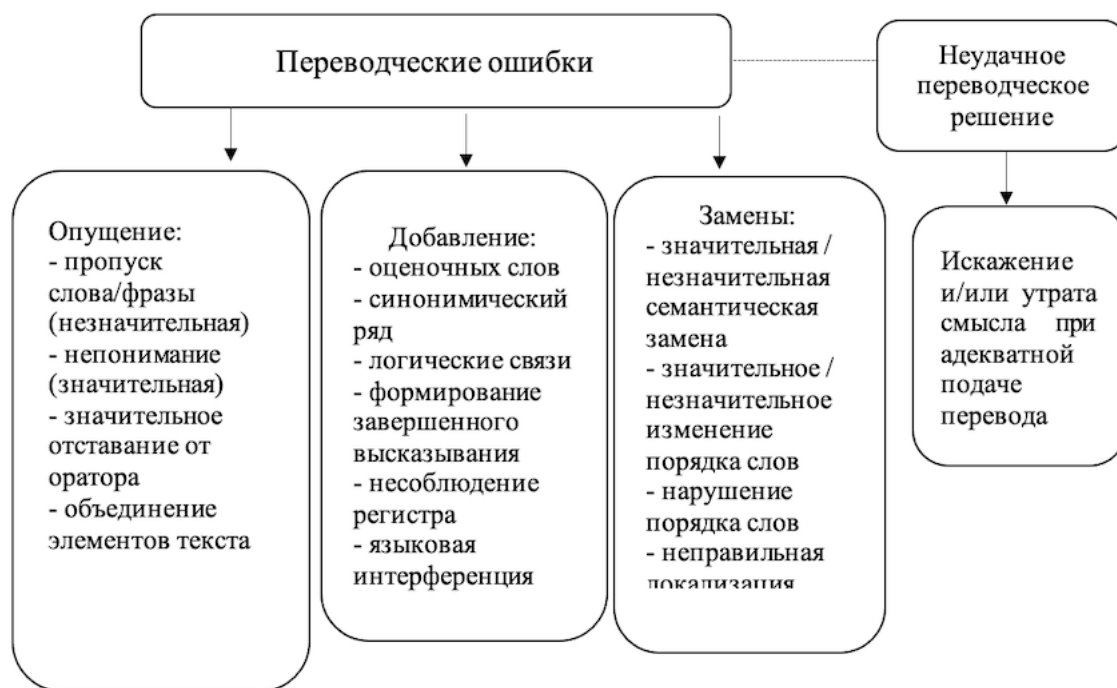 Переводческие ошибки
Неудачное
переводческое
решение
Опущение:
- пропуск
слова/фразы
(незначительная)
- непонимание
(значительная)
- значительное
отставание от
оратора
- объединение
элементов текста
Добавление:
- оценочных слов
- синонимический
ряд
- логические связи
- формирование
завершенного
высказывания
- несоблюдение
регистра
- языковая
интерференция
Замены:
- значительная /
незначительная
семантическая
замена
- значительное /
незначительное
изменение
порядка слов
- нарушение
порядка слов
- неправильная
локализация
Искажение
и/или утрата
смысла при
адекватной
подаче
перевода